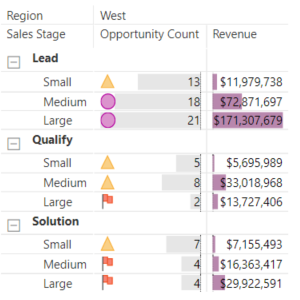 Region West
Sales Stage Opportunity Count Revenue
Lead
Small 13 $11,979,738
Medium 18 $72,871,697
Large 21 $171,307,679
Qualify
Small 5 $5,695,989
Medium 8 $33,018,968
Large 2 $13,727,406
Solution
Small 7 $7,155,493
Medium 4 $16,363,417
Large 4 $29,922,591